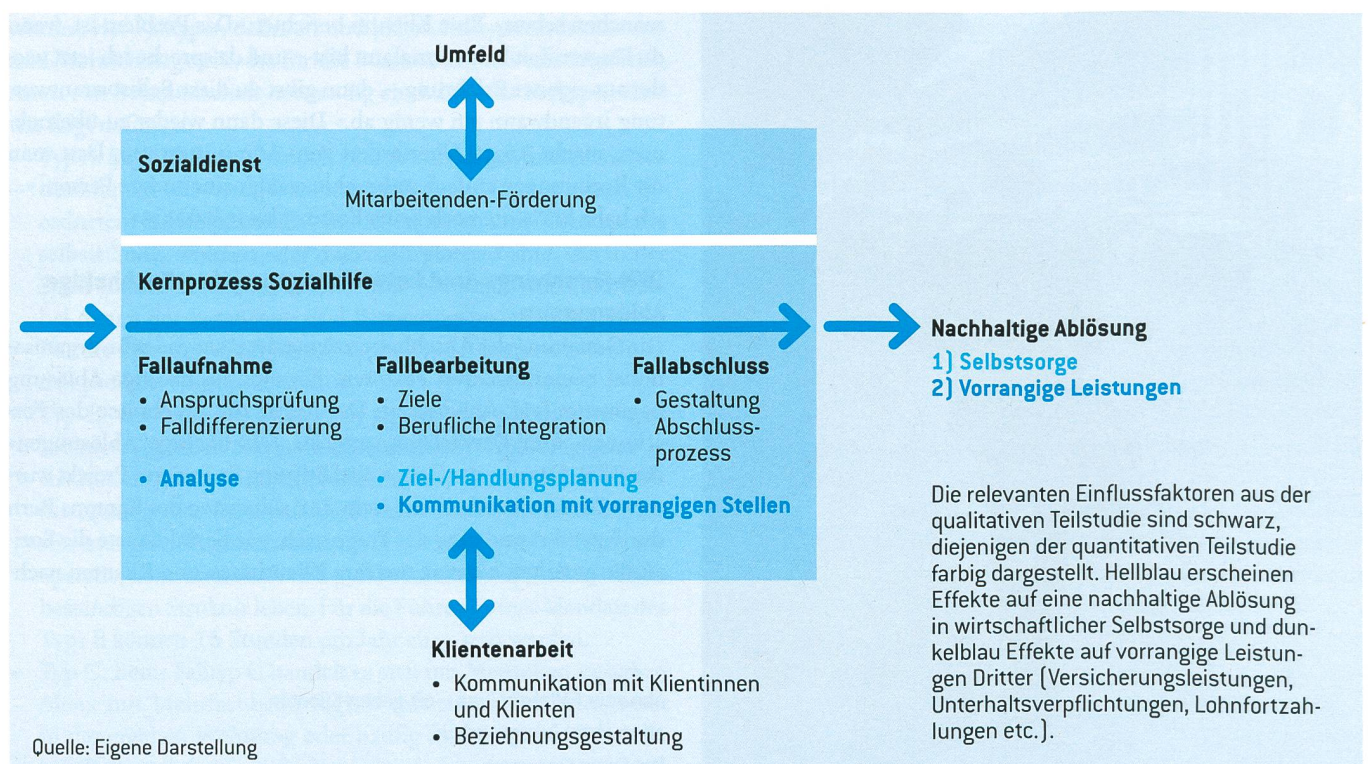 Umfeld
Sozialdienst
Mitarbeitenden-Förderung
Kernprozess Sozialhilfe
Fallaufnahme
• Anspruchsprüfung
• Falldifferenzierung
• Analyse
Fallbearbeitung
• Ziele
• Berufliche Integration
• Ziel-/Handlungsplanung
• Kommunikation mit vorrangigen Stellen
Fallabschluss
• Gestaltung
Abschluss-
prozess
Nachhaltige Ablösung
1) Selbstsorge
2) Vorrangige Leistungen
Die relevanten Einflussfaktoren aus der
qualitativen Teilstudie sind schwarz,
diejenigen der quantitativen Teilstudie
farbig dargestellt. Hellblau erscheinen
Effekte auf eine nachhaltige Ablösung
in wirtschaftlicher Selbstsorge und dun-
kelblau Effekte auf vorrangige Leistun-
gen Dritter (Versicherungsleistungen,
Unterhaltsverpflichtungen, Lohnfortzah-
lungen etc.).
Klientenarbeit
• Kommunikation mit Klientinnen
und Klienten
• Beziehnungsgestaltung
Quelle: Eigene Darstellung